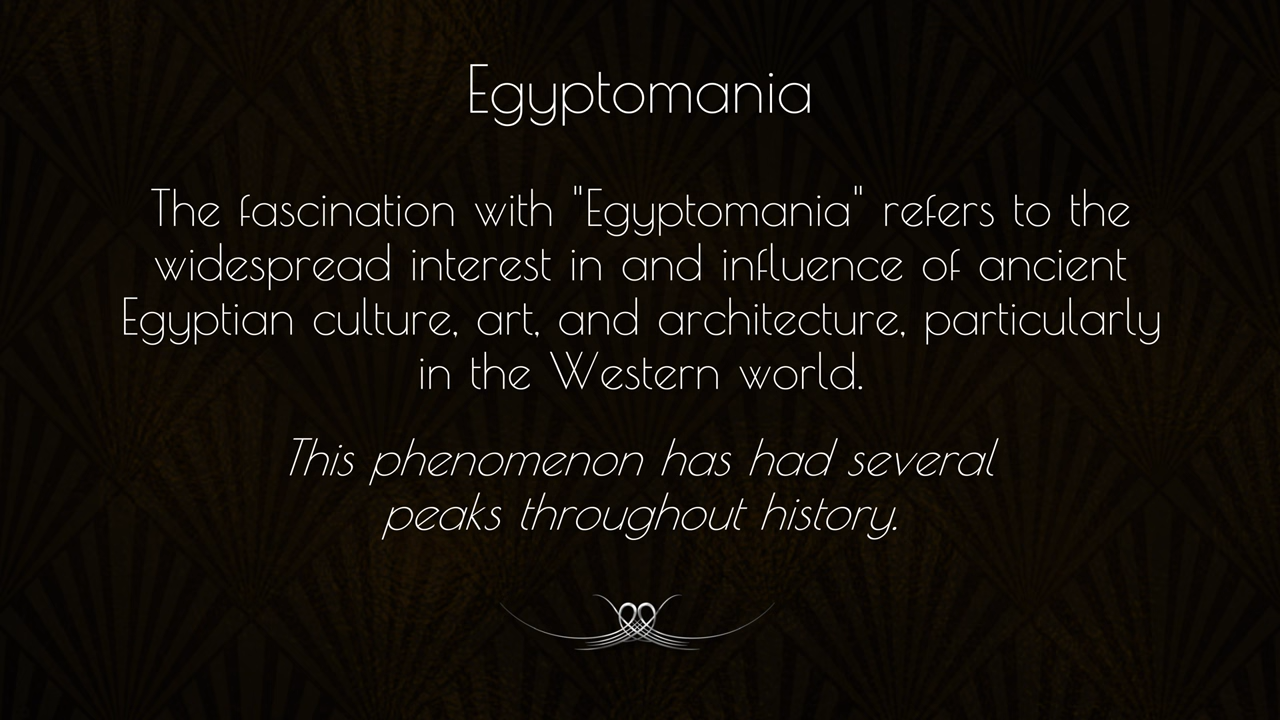 Egyptomania
The fascination with "Egyptomania" refers to the
widespread interest in and influence of ancient
Egyptian culture, art, and architecture, particularly
in the Western world.
This phenomenon has had several
peaks throughout history.